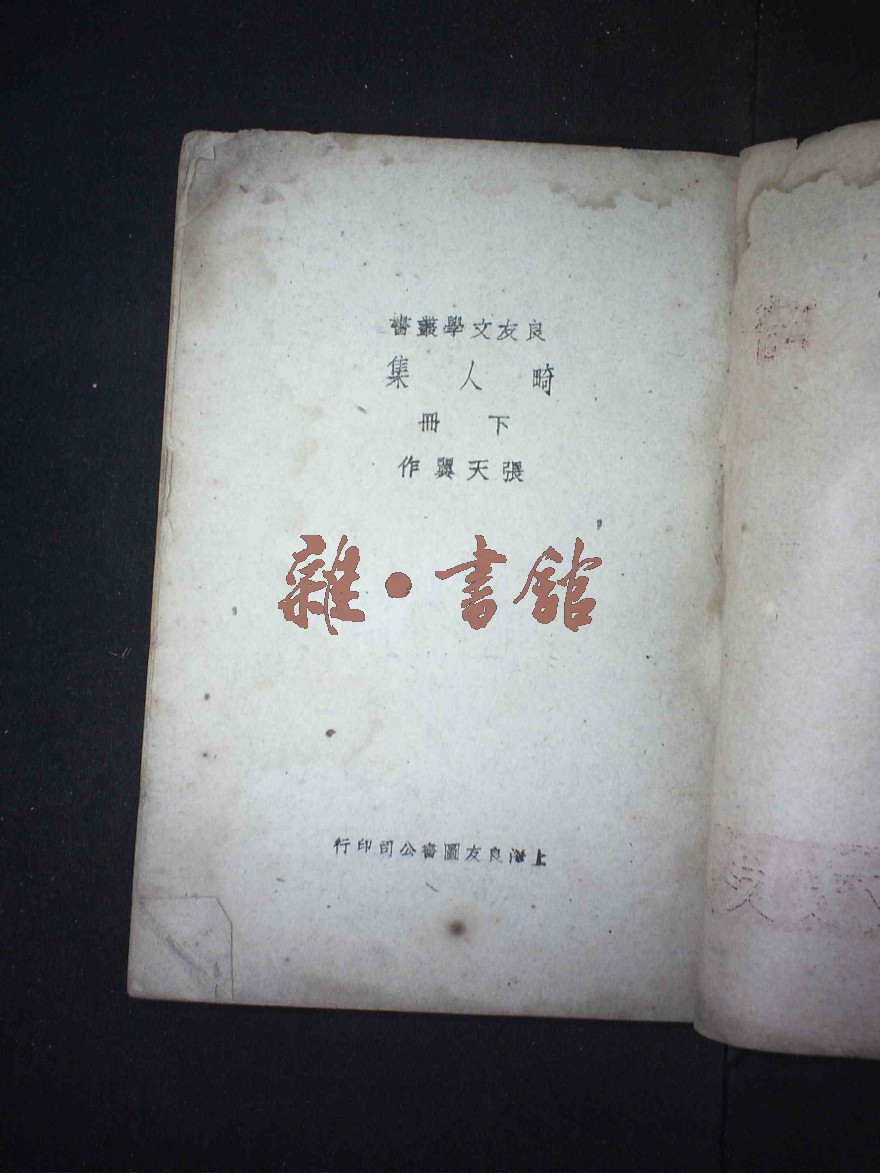 良友文學叢書
畸人集
下冊
張天翼作
雜·書館
上海良友圖書公司印行